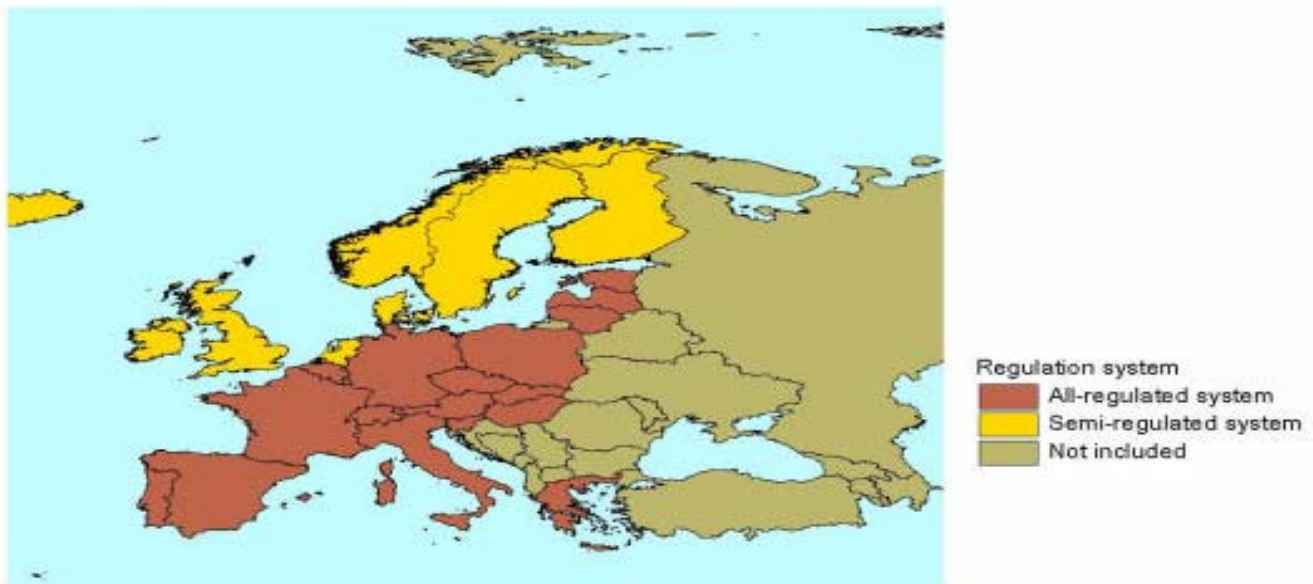 Regulation system
All-regulated system
Semi-regulated system
Not included